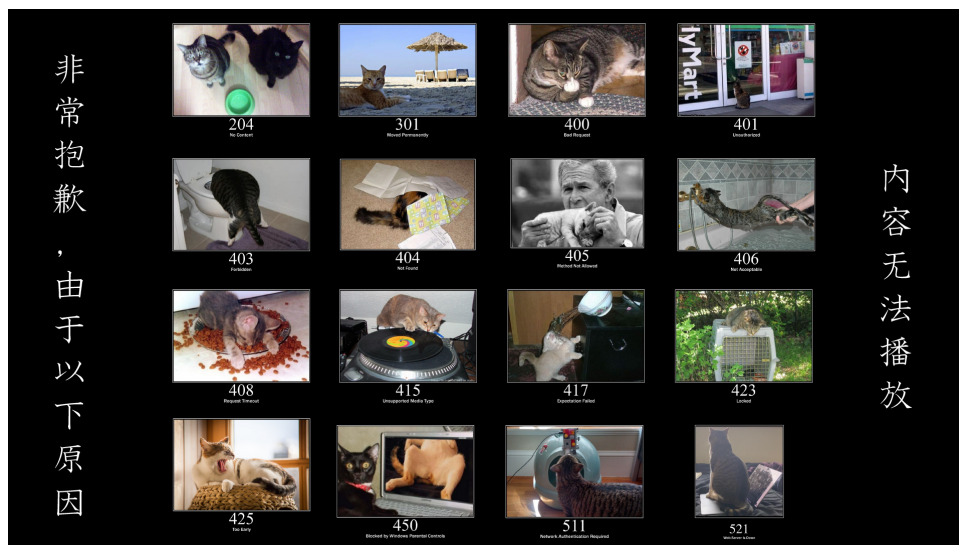 非常抱歉，由于以下原因
204
No Content
301
Moved Permanently
400
Bad Request
401
Unauthorized
lyMart
403
Forbidden
404
Not Found
405
Method Not Allowed
406
Not Acceptable
408
Request Timeout
415
Unsupported Media Type
417
Expectation Failed
423
Locked
425
Too Early
450
Blocked by Windows Parental Controls
511
Network Authentication Required
521
Web Server Is Down
内容无法播放